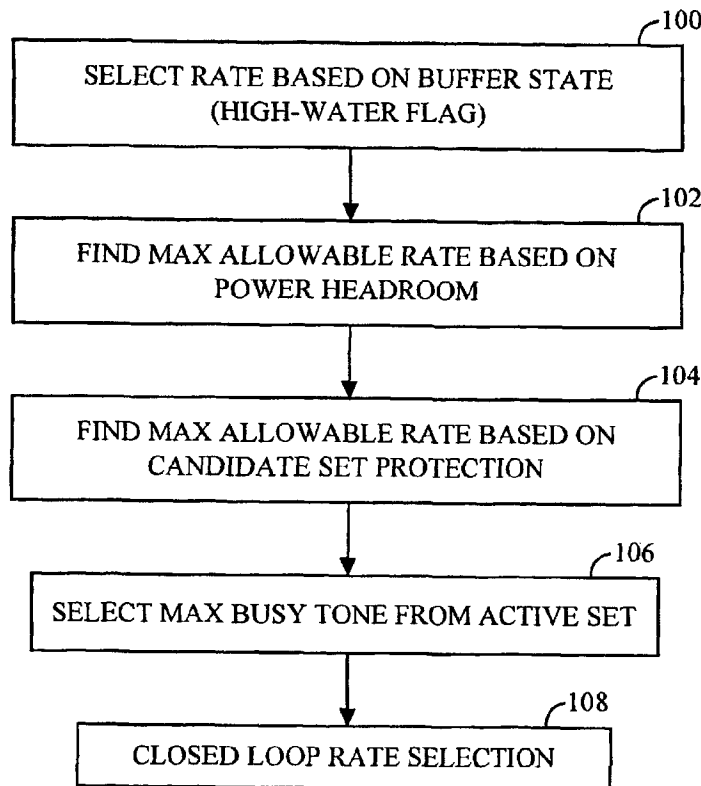 100
SELECT RATE BASED ON BUFFER STATE
(HIGH-WATER FLAG)
102
FIND MAX ALLOWABLE RATE BASED ON
POWER HEADROOM
104
FIND MAX ALLOWABLE RATE BASED ON
CANDIDATE SET PROTECTION
106
SELECT MAX BUSY TONE FROM ACTIVE SET
108
CLOSED LOOP RATE SELECTION